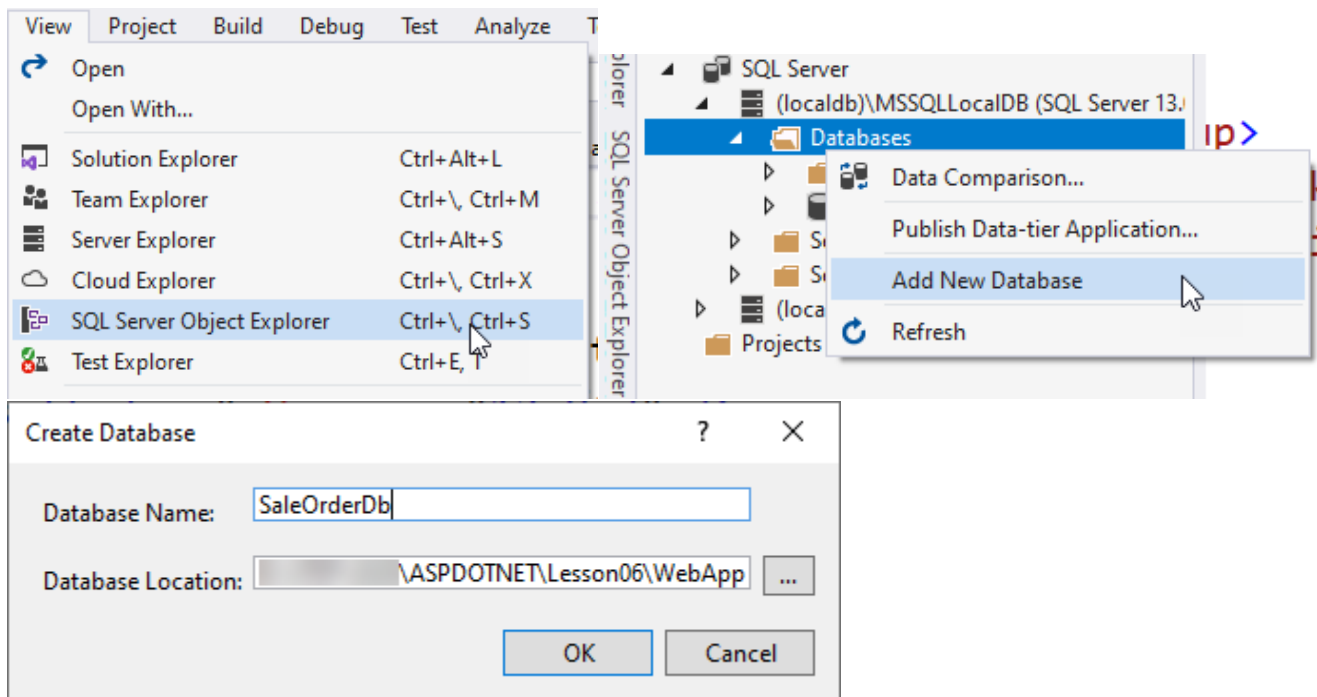 View Project Build Debug Test Analyze
Open
Open With...
Solution Explorer Ctrl+Alt+L
Team Explorer Ctrl+\, Ctrl+M
Server Explorer Ctrl+Alt+S
Cloud Explorer Ctrl+\, Ctrl+X
SQL Server Object Explorer Ctrl+\, Ctrl+S
Test Explorer Ctrl+E, T
SQL Server Object Explorer
SQL Server
(localdb)\MSSQLLocalDB (SQL Server 13.
Databases
Data Comparison...
Publish Data-tier Application...
Add New Database
Refresh
(loca
Projects
up>
Create Database ?
Database Name: SaleOrderDb
Database Location: \ASPDOTNET\Lesson06\WebApp ...
OK Cancel